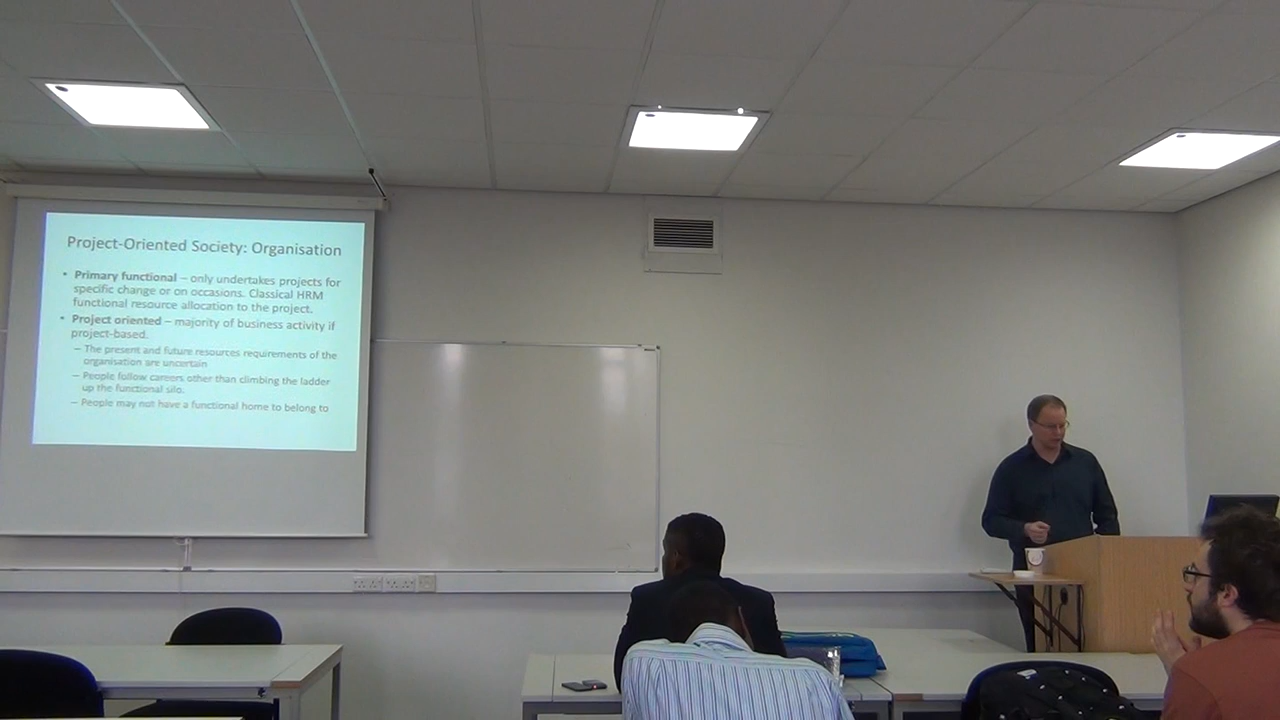 Project-Oriented Society: Organisation
• Primary functional – only undertakes projects for
specific change or on occasions. Classical HRM
functional resource allocation to the project.
• Project oriented – majority of business activity if
project-based.
– The present and future resources requirements of the
organisation are uncertain
– People follow careers other than climbing the ladder
up the functional silo.
– People may not have a functional home to belong to